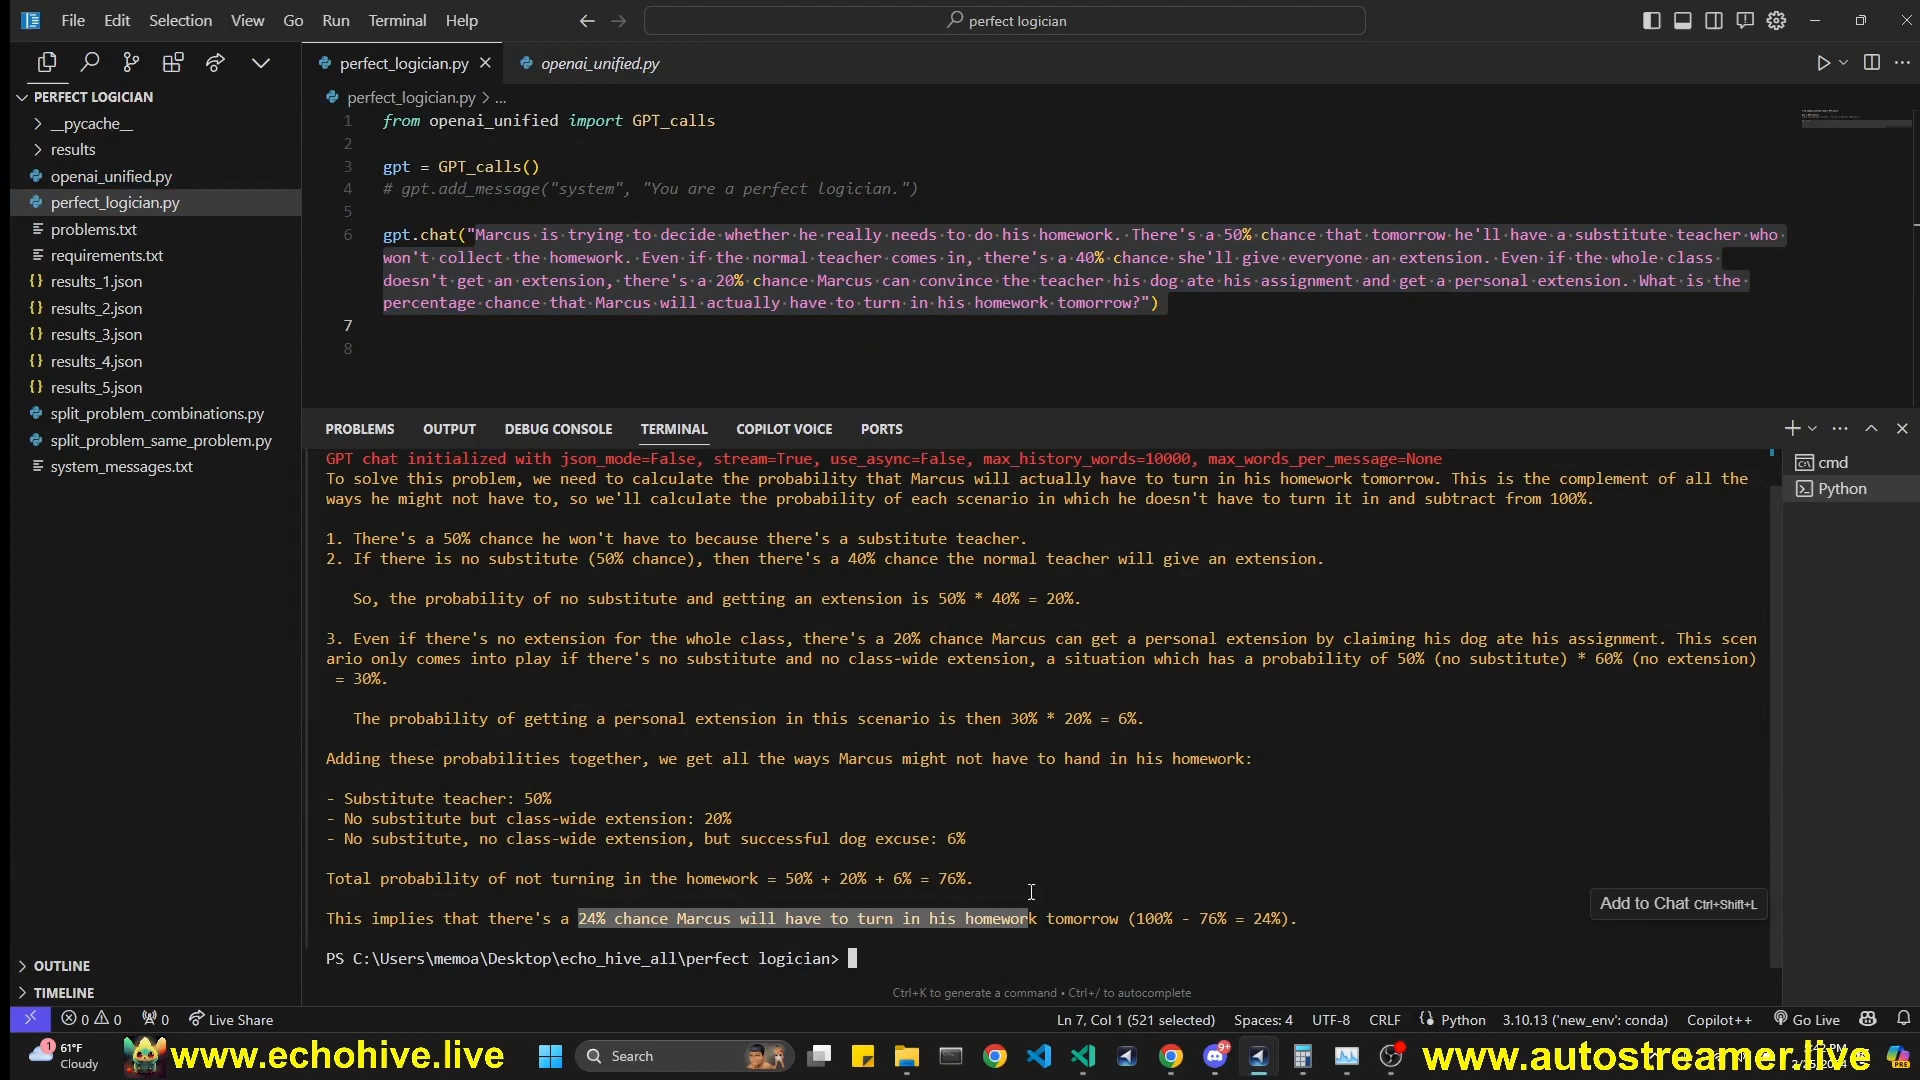 File Edit Selection View Go Run Terminal Help
perfect logician
perfect_logician.py
openai_unified.py
PERFECT LOGICIAN
__pycache__
results
openai_unified.py
perfect_logician.py
problems.txt
requirements.txt
results_1.json
results_2.json
results_3.json
results_4.json
results_5.json
split_problem_combinations.py
split_problem_same_problem.py
system_messages.txt
OUTLINE
TIMELINE
perfect_logician.py > ...
1 from openai_unified import GPT_calls
2
3 gpt = GPT_calls()
4 # gpt.add_message("system", "You are a perfect logician.")
5
6 gpt.chat("Marcus is trying to decide whether he really needs to do his homework. There's a 50% chance that tomorrow he'll have a substitute teacher who
won't collect the homework. Even if the normal teacher comes in, there's a 40% chance she'll give everyone an extension. Even if the whole class
doesn't get an extension, there's a 20% chance Marcus can convince the teacher his dog ate his assignment and get a personal extension. What is the
percentage chance that Marcus will actually have to turn in his homework tomorrow?")
7
8
PROBLEMS OUTPUT DEBUG CONSOLE TERMINAL COPILOT VOICE PORTS
cmd
Python
GPT chat initialized with json_mode=False, stream=True, use_async=False, max_history_words=10000, max_words_per_message=None
To solve this problem, we need to calculate the probability that Marcus will actually have to turn in his homework tomorrow. This is the complement of all the
ways he might not have to, so we'll calculate the probability of each scenario in which he doesn't have to turn it in and subtract from 100%.
1. There's a 50% chance he won't have to because there's a substitute teacher.
2. If there is no substitute (50% chance), then there's a 40% chance the normal teacher will give an extension.
So, the probability of no substitute and getting an extension is 50% * 40% = 20%.
3. Even if there's no extension for the whole class, there's a 20% chance Marcus can get a personal extension by claiming his dog ate his assignment. This scen
ario only comes into play if there's no substitute and no class-wide extension, a situation which has a probability of 50% (no substitute) * 60% (no extension)
= 30%.
The probability of getting a personal extension in this scenario is then 30% * 20% = 6%.
Adding these probabilities together, we get all the ways Marcus might not have to hand in his homework:
- Substitute teacher: 50%
- No substitute but class-wide extension: 20%
- No substitute, no class-wide extension, but successful dog excuse: 6%
Total probability of not turning in the homework = 50% + 20% + 6% = 76%.
This implies that there's a 24% chance Marcus will have to turn in his homework tomorrow (100% - 76% = 24%).
Add to Chat Ctrl+Shift+L
PS C:\Users\memoa\Desktop\echo_hive_all\perfect logician>
Ctrl+K to generate a command • Ctrl+/ to autocomplete
0 0 0 Live Share
Ln 7, Col 1 (521 selected) Spaces: 4 UTF-8 CRLF Python 3.10.13 ('new_env': conda) Copilot++ Go Live
1 61°F
Cloudy
www.echohive.live
Search
9+
www.autostreamer.live
PRE